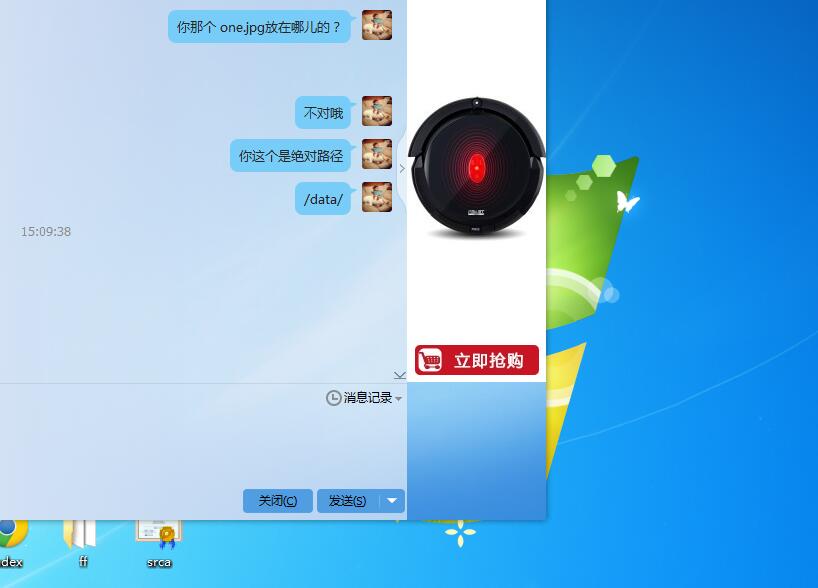 你那个 one.jpg放在哪儿的？
不对哦
你这个是绝对路径
/data/
15:09:38
立即抢购
消息记录
关闭(C)
发送(S)
dex
ff
srca